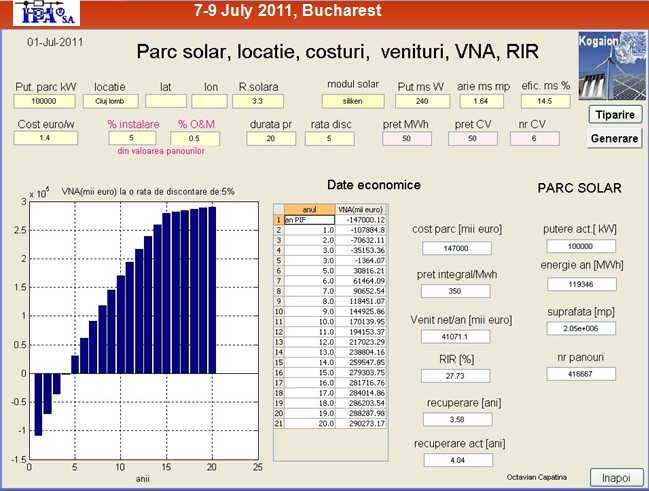 7-9 July 2011, Bucharest
IPA S.A.
01-Jul-2011
Parc solar, locatie, costuri, venituri, VNA, RIR
Kogaion
Put. parc kW locatie lat lon R.solara modul solar Put ms W arie ms mp efic. ms %
100000 Cluj lomb 3.3 siliken 240 1.64 14.5
Tiparire
Cost euro/w % instalare % O&M durata pr rata disc pret MWh pret CV nr CV
1.4 5 0.5 20 5 50 50 6
Generare
din valoarea panourilor
Date economice
PARC SOLAR
x 10⁵ VNA(mii euro) la o rata de discontare de:5%
3
2.5
2
1.5
1
0.5
0
-0.5
-1
-1.5
0 5 10 15 20 25
anii
anul VNA(mii euro)
1 an PIF -147000.12
2 1.0 -107884.8
3 2.0 -70632.11
4 3.0 -35153.36
5 3.0 -1364.07
6 5.0 30816.21
7 6.0 61464.09
8 7.0 90652.54
9 8.0 118451.07
10 9.0 144925.86
11 10.0 170139.95
12 11.0 194153.37
13 12.0 217023.29
14 13.0 238804.16
15 14.0 259547.85
16 15.0 279303.75
17 16.0 281716.76
18 17.0 284014.86
19 18.0 286203.54
20 19.0 288287.98
21 20.0 290273.17
cost parc [mii euro]
147000
pret integral/Mwh
350
Venit net/an [mii euro]
41071.1
RIR [%]
27.73
recuperare [ani]
3.58
recuperare act [ani]
4.04
putere act.[ kW]
100000
energie an [MWh]
119346
suprafata [mp]
2.05e+006
nr panouri
416667
Octavian Capatina
Inapoi